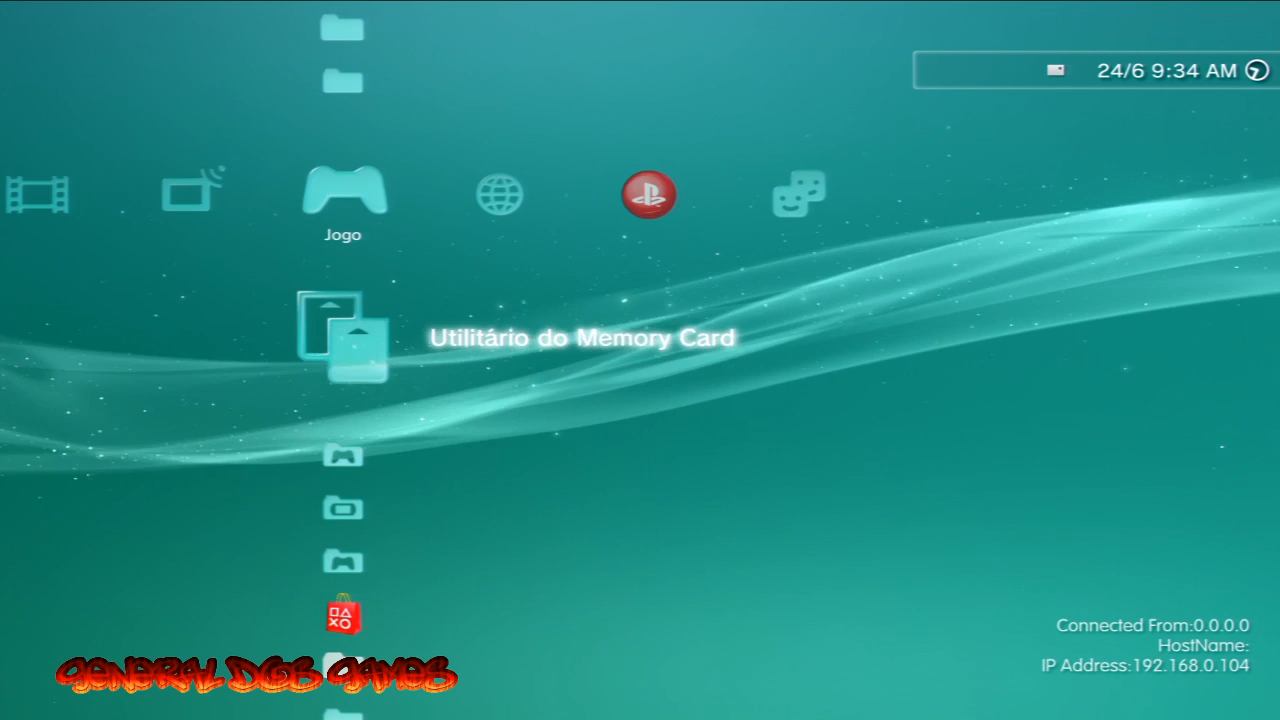 24/6 9:34 AM
Jogo
Utilitário do Memory Card
Connected From:0.0.0.0
HostName:
IP Address:192.168.0.104
GENERAL DGS GAMES